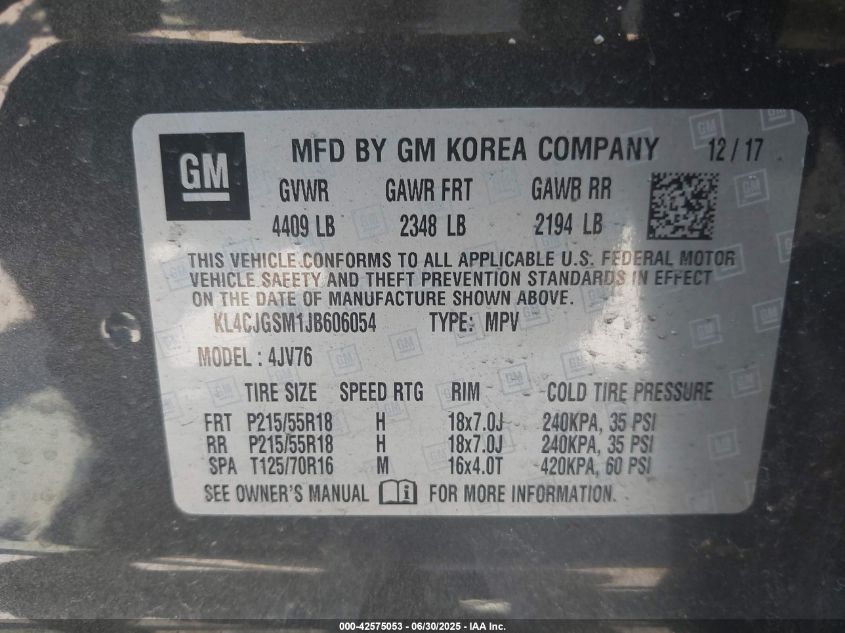 GM
MFD BY GM KOREA COMPANY 12/17
GVWR GAWR FRT GAWR RR
4409 LB 2348 LB 2194 LB
THIS VEHICLE CONFORMS TO ALL APPLICABLE U.S. FEDERAL MOTOR
VEHICLE SAFETY AND THEFT PREVENTION STANDARDS IN EFFECT
ON THE DATE OF MANUFACTURE SHOWN ABOVE.
KL4CJGSM1JB606054 TYPE: MPV
MODEL: 4JV76
TIRE SIZE SPEED RTG RIM COLD TIRE PRESSURE
FRT P215/55R18 H 18x7.0J 240KPA, 35 PSI
RR P215/55R18 H 18x7.0J 240KPA, 35 PSI
SPA T125/70R16 M 16x4.0T 420KPA, 60 PSI
SEE OWNER'S MANUAL FOR MORE INFORMATION.
000-42575053 - 06/30/2025 - IAA Inc.